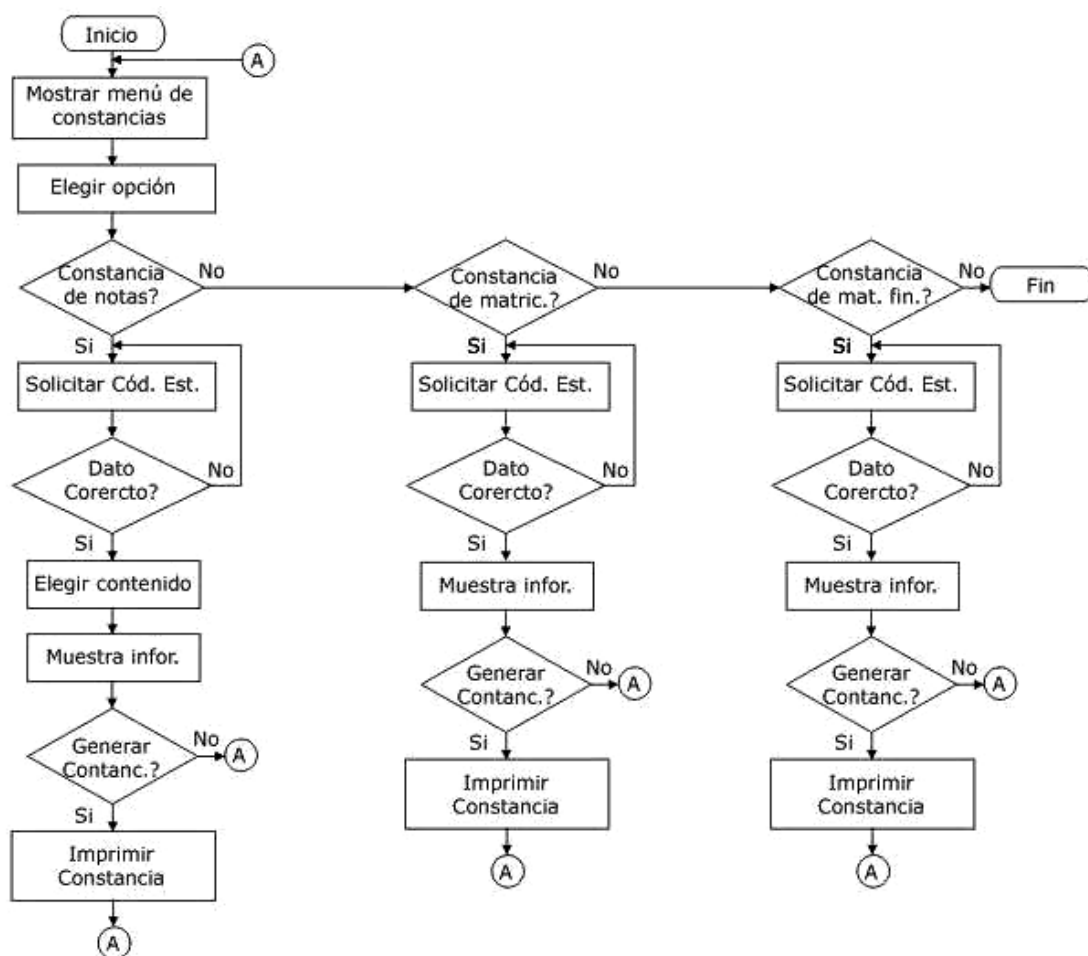 Inicio
A
Mostrar menú de
constancias
Elegir opción
Constancia
de notas?
No
Constancia
de matric.?
No
Constancia
de mat. fin.?
No
Fin
Si
Solicitar Cód. Est.
Dato
Corercto?
No
Si
Elegir contenido
Muestra infor.
Generar
Contanc.?
No
A
Si
Imprimir
Constancia
A
Si
Solicitar Cód. Est.
Dato
Corercto?
No
Si
Muestra infor.
Generar
Contanc.?
No
A
Si
Imprimir
Constancia
A
Si
Solicitar Cód. Est.
Dato
Corercto?
No
Si
Muestra infor.
Generar
Contanc.?
No
A
Si
Imprimir
Constancia
A